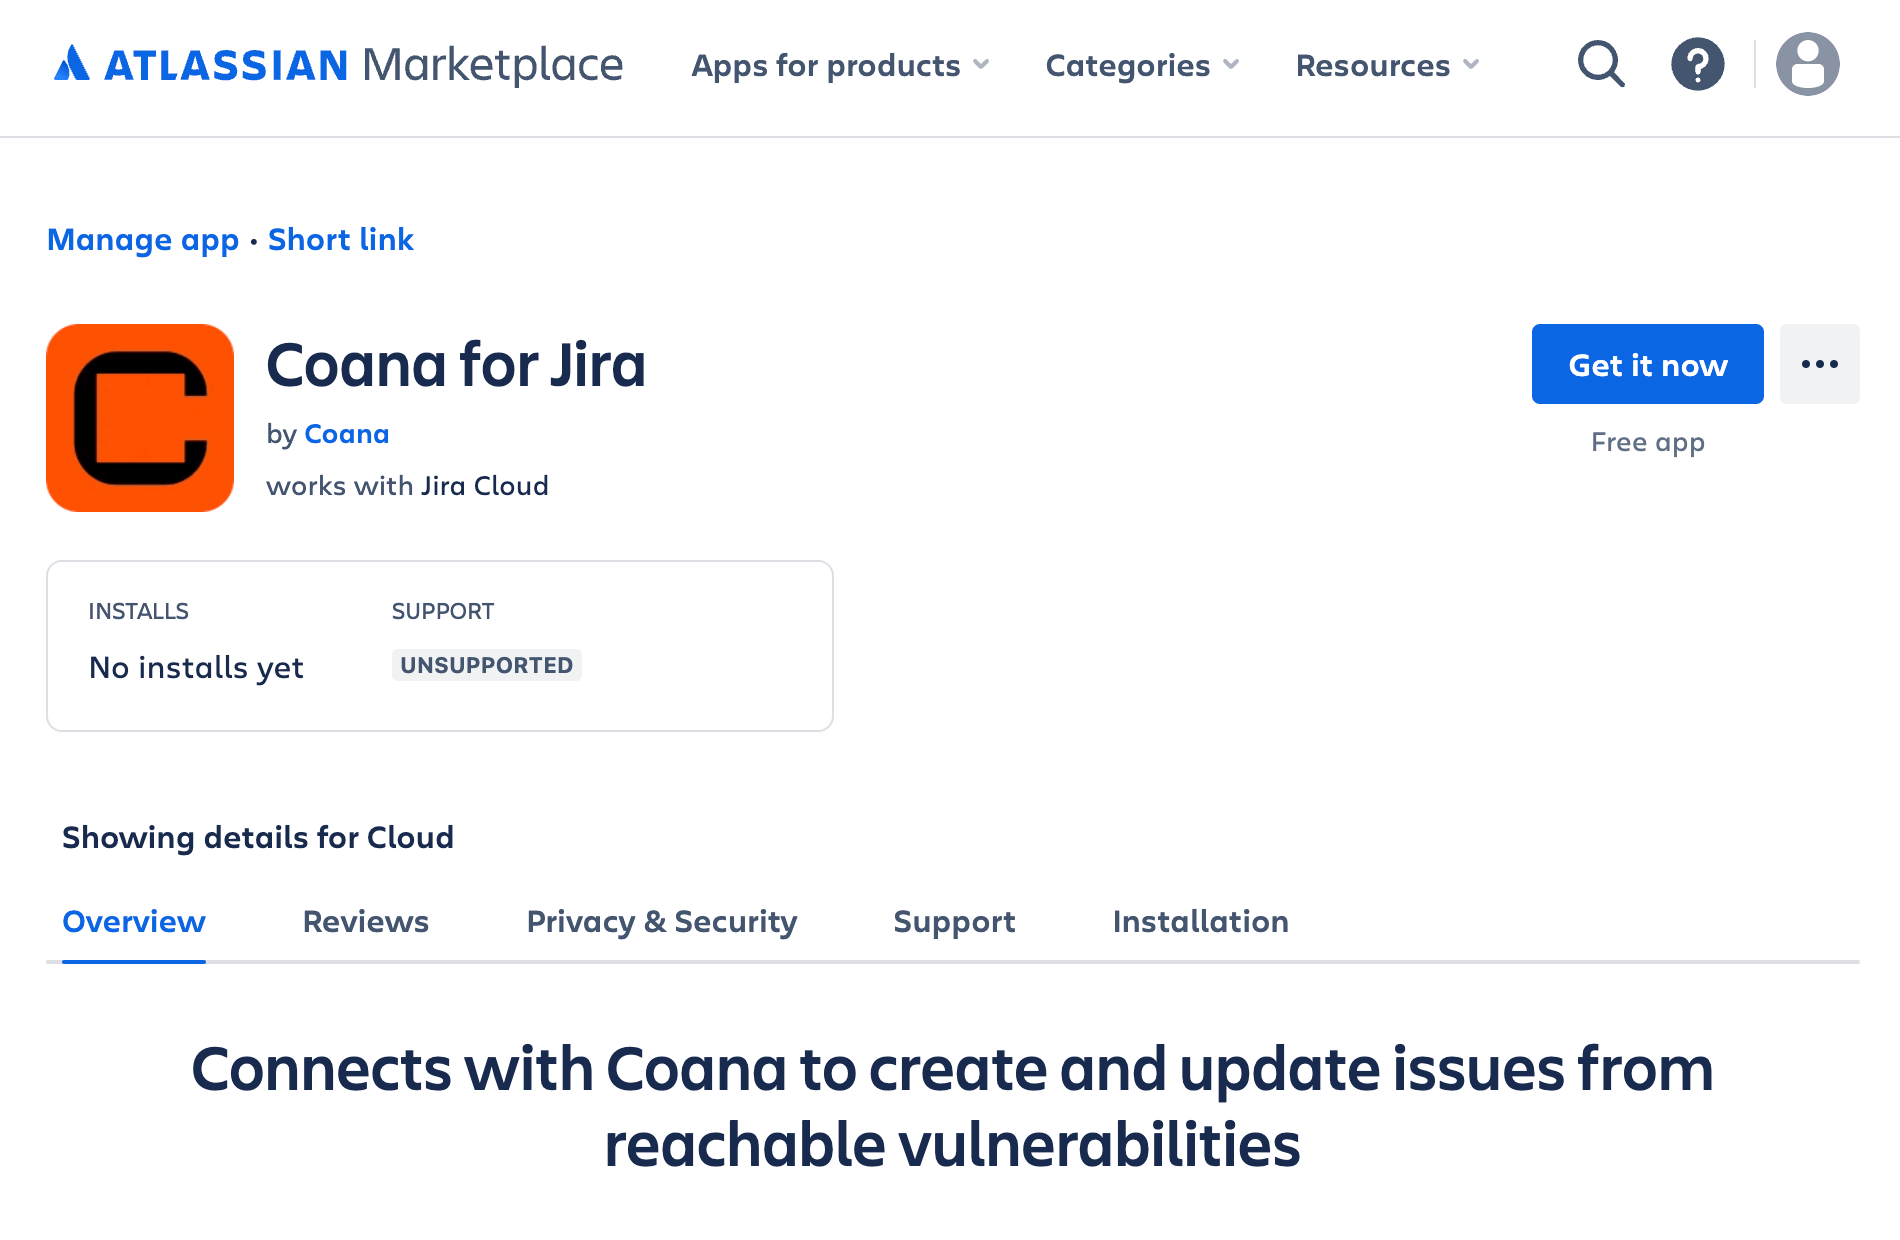 ATLASSIAN Marketplace Apps for products Categories Resources
Manage app • Short link
Coana for Jira
by Coana
works with Jira Cloud
Get it now
Free app
INSTALLS
No installs yet
SUPPORT
UNSUPPORTED
Showing details for Cloud
Overview Reviews Privacy & Security Support Installation
Connects with Coana to create and update issues from
reachable vulnerabilities